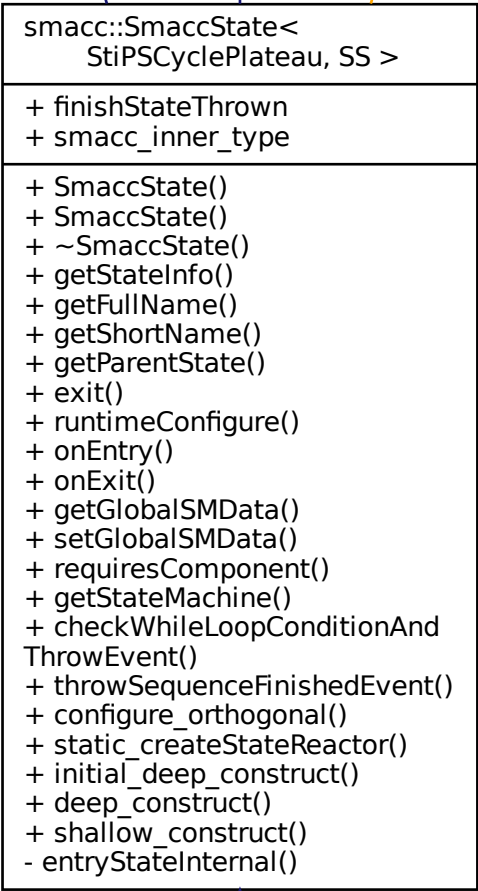 smacc::SmaccState<
StiPSCyclePlateau, SS >
+ finishStateThrown
+ smacc_inner_type
+ SmaccState()
+ SmaccState()
+ ~SmaccState()
+ getStateInfo()
+ getFullName()
+ getShortName()
+ getParentState()
+ exit()
+ runtimeConfigure()
+ onEntry()
+ onExit()
+ getGlobalSMData()
+ setGlobalSMData()
+ requiresComponent()
+ getStateMachine()
+ checkWhileLoopConditionAnd
ThrowEvent()
+ throwSequenceFinishedEvent()
+ configure_orthogonal()
+ static_createStateReactor()
+ initial_deep_construct()
+ deep_construct()
+ shallow_construct()
- entryStateInternal()